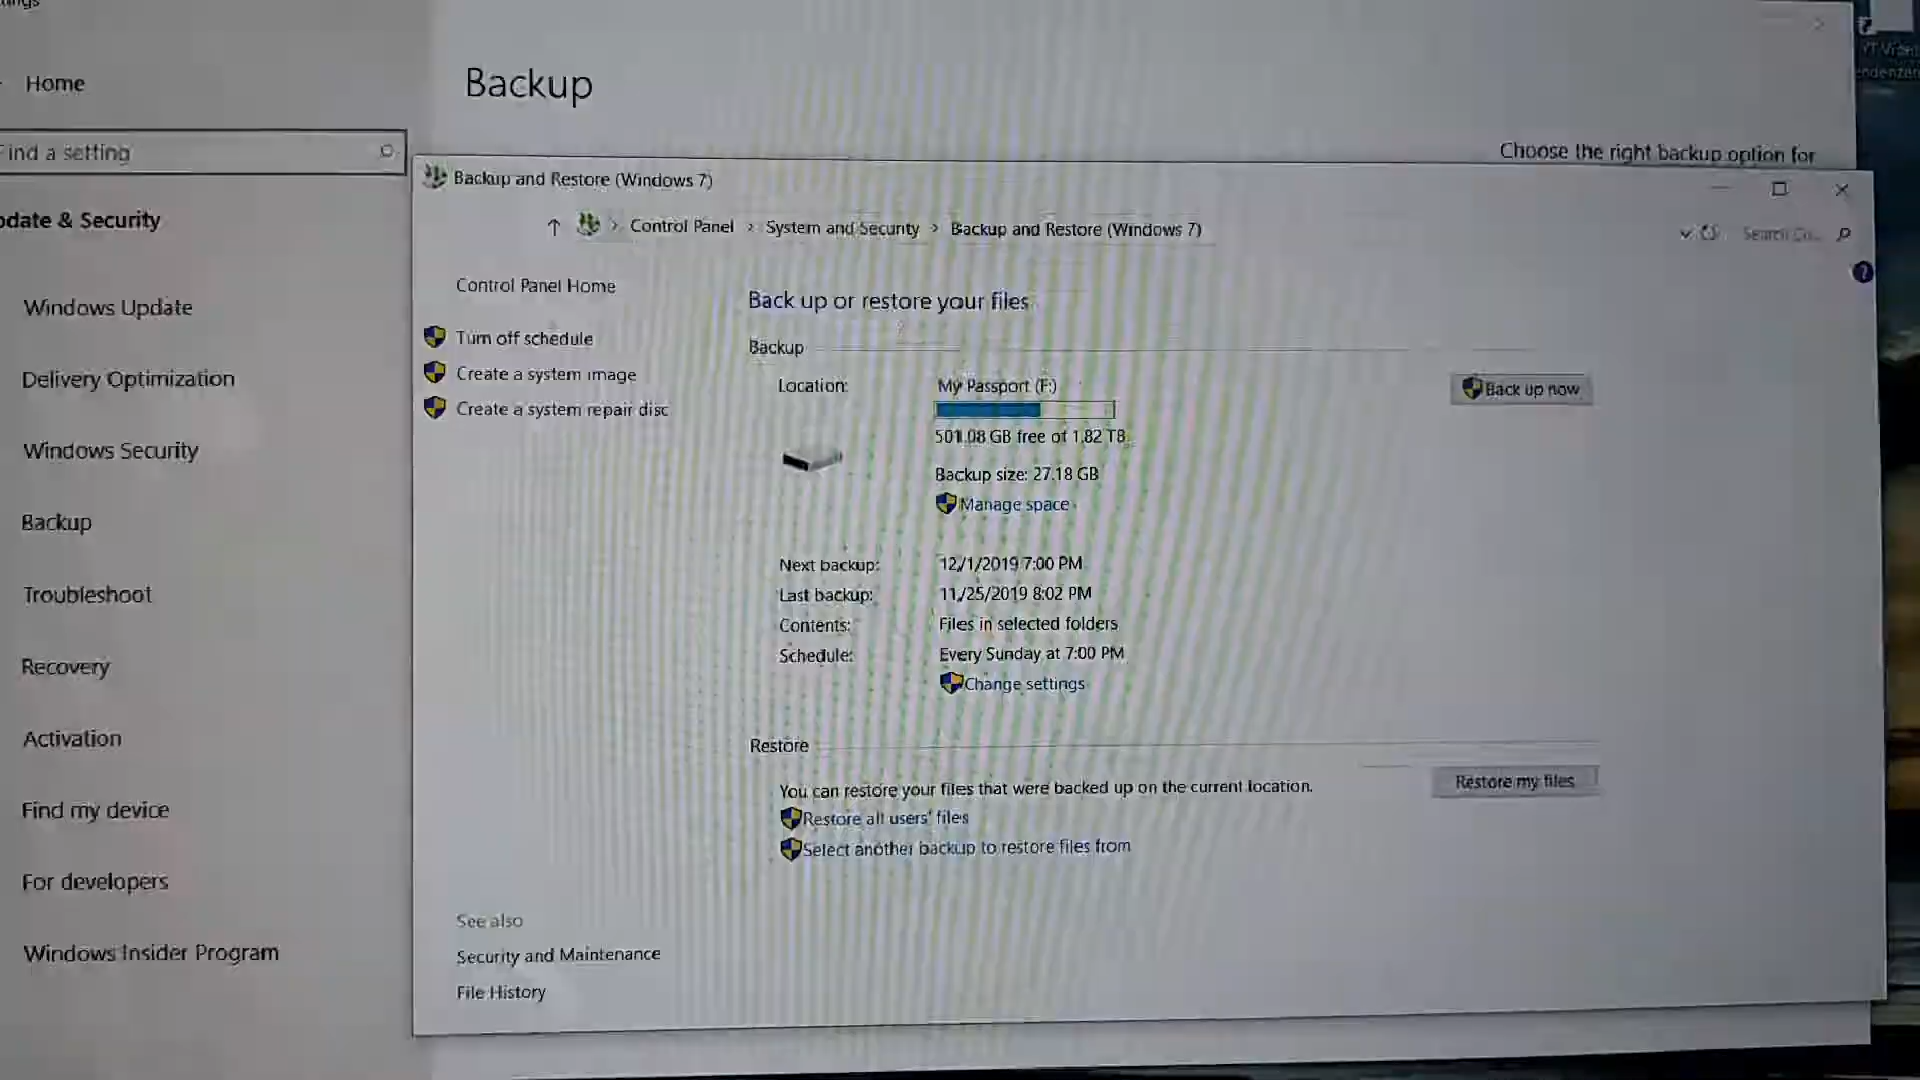 Home
Backup
Find a setting
Choose the right backup option for
Update & Security
Backup and Restore (Windows 7)
Control Panel > System and Security > Backup and Restore (Windows 7)
Search Co...
Control Panel Home
Turn off schedule
Create a system image
Create a system repair disc
Back up or restore your files
Backup
Location: My Passport (F:)
Back up now
501.08 GB free of 1.82 TB
Backup size: 27.18 GB
Manage space
Next backup: 12/1/2019 7:00 PM
Last backup: 11/25/2019 8:02 PM
Contents: Files in selected folders
Schedule: Every Sunday at 7:00 PM
Change settings
Restore
You can restore your files that were backed up on the current location.
Restore my files
Restore all users' files
Select another backup to restore files from
See also
Security and Maintenance
File History
Windows Update
Delivery Optimization
Windows Security
Backup
Troubleshoot
Recovery
Activation
Find my device
For developers
Windows Insider Program